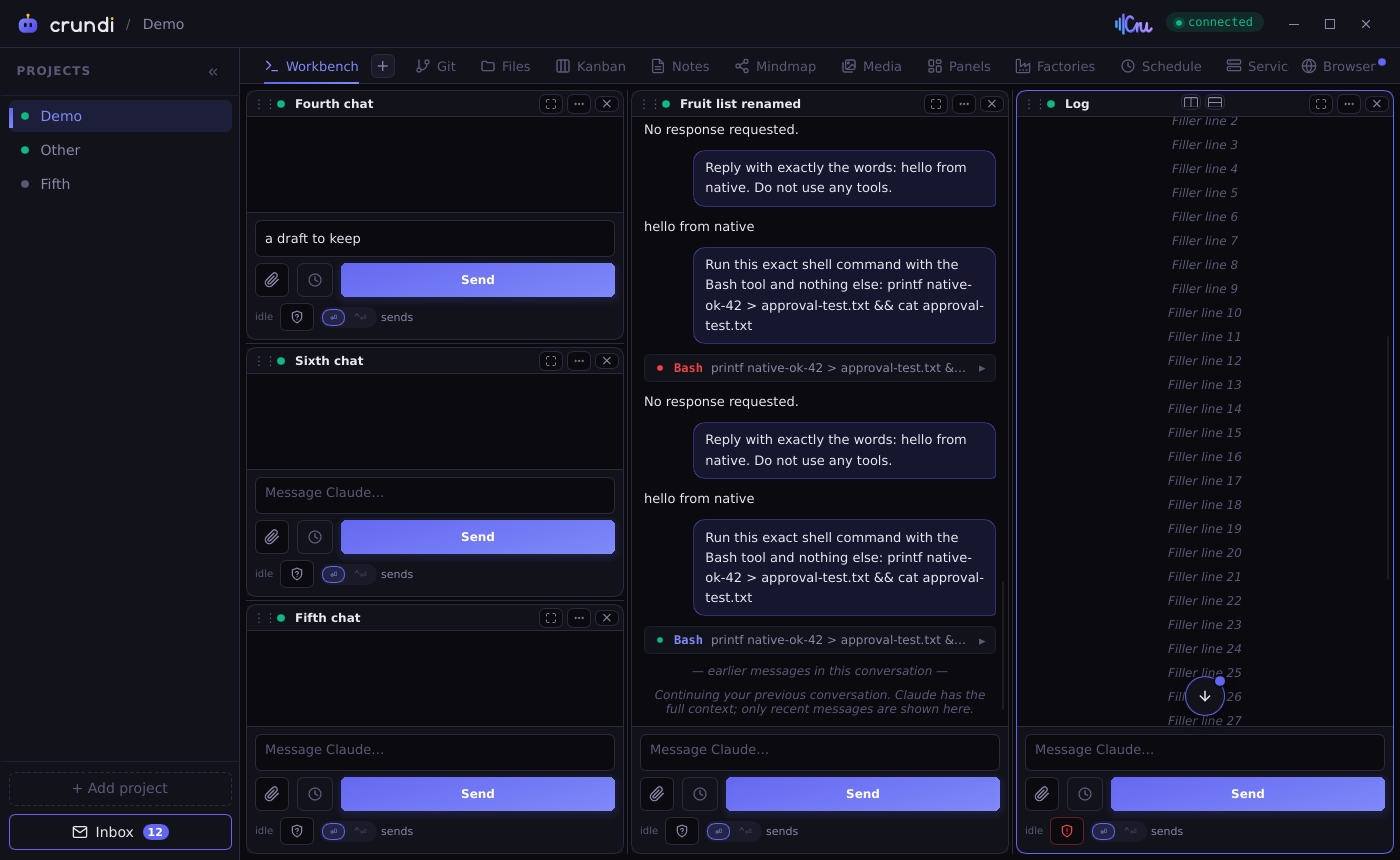 crundi / Demo
Cru
connected
PROJECTS «
Demo
Other
Fifth
+ Add project
Inbox 12
Workbench + Git Files Kanban Notes Mindmap Media Panels Factories Schedule Servic Browser
Fourth chat
a draft to keep
Send
idle sends
Sixth chat
Message Claude...
Send
idle sends
Fifth chat
Message Claude...
Send
idle sends
Fruit list renamed
No response requested.
Reply with exactly the words: hello from
native. Do not use any tools.
hello from native
Run this exact shell command with the
Bash tool and nothing else: printf native-
ok-42 > approval-test.txt && cat approval-
test.txt
Bash printf native-ok-42 > approval-test.txt &...
No response requested.
Reply with exactly the words: hello from
native. Do not use any tools.
hello from native
Run this exact shell command with the
Bash tool and nothing else: printf native-
ok-42 > approval-test.txt && cat approval-
test.txt
Bash printf native-ok-42 > approval-test.txt &...
— earlier messages in this conversation —
Continuing your previous conversation. Claude has the
full context; only recent messages are shown here.
Message Claude...
Send
idle sends
Log
Filler line 2
Filler line 3
Filler line 4
Filler line 5
Filler line 6
Filler line 7
Filler line 8
Filler line 9
Filler line 10
Filler line 11
Filler line 12
Filler line 13
Filler line 14
Filler line 15
Filler line 16
Filler line 17
Filler line 18
Filler line 19
Filler line 20
Filler line 21
Filler line 22
Filler line 23
Filler line 24
Filler line 25
26
Filler line 27
Message Claude...
Send
idle sends